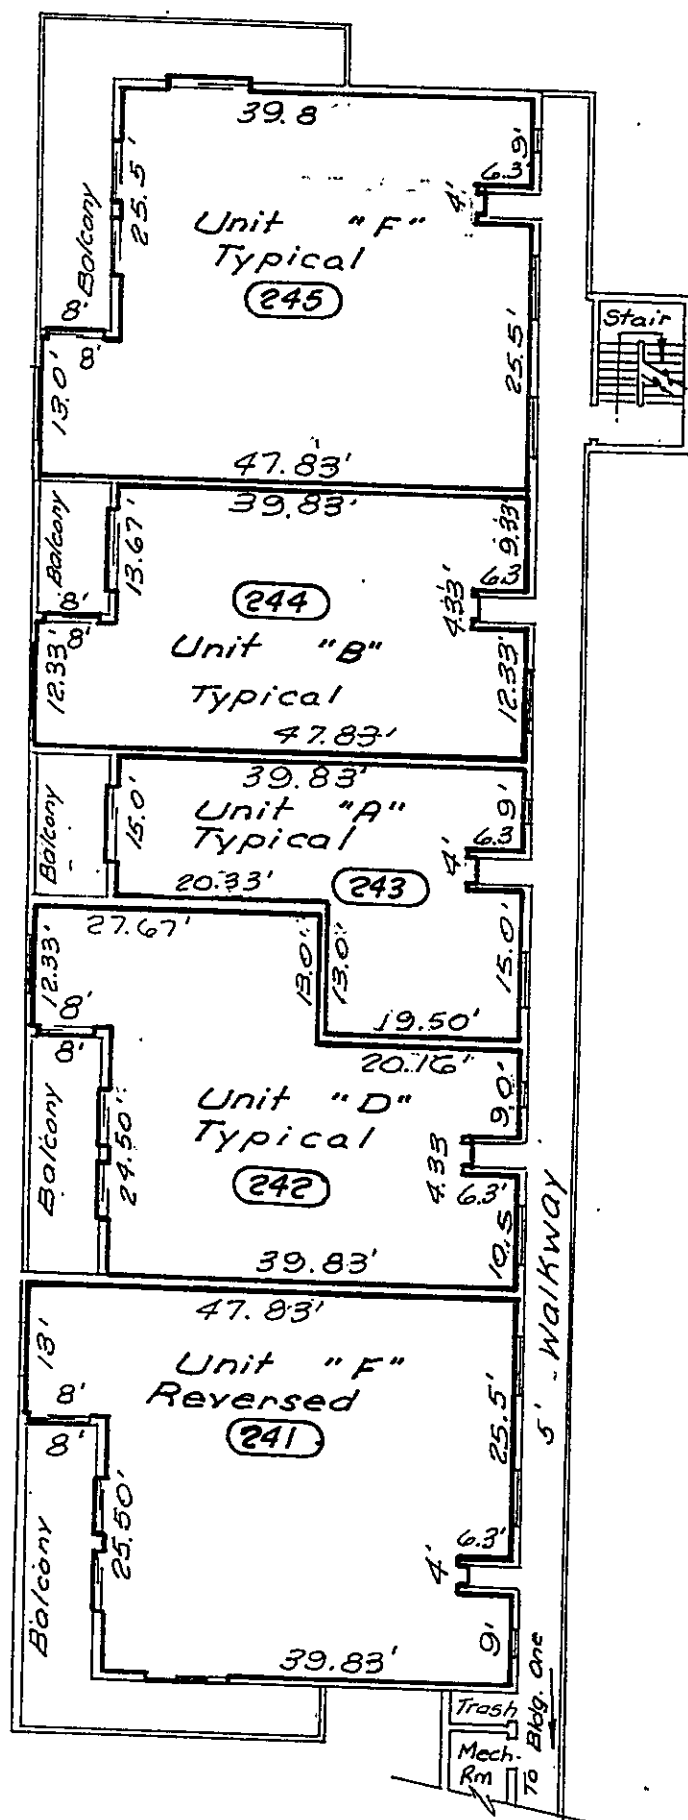 39.8
9'
6.3'
4'
25.5'
Balcony
Unit "F"
Typical
245
8'
8'
13.0'
25.5'
Stair
47.83'
39.83'
Balcony
13.67'
9.33'
6.3
4.33'
244
8'
8'
Unit "B"
Typical
12.33'
12.33'
47.83'
39.83'
Balcony
15.0'
Unit "A"
Typical
9'
6.3
4'
20.33'
243
27.67'
12.33'
13.0'
13.0'
15.0'
8'
8'
19.50'
20.16'
Balcony
24.50'
Unit "D"
Typical
9.0'
4.33
6.3'
242
10.5
39.83'
5' - Walkway
47.83'
13'
Unit "F"
Reversed
241
8'
8'
25.5'
Balcony
25.50'
6.3'
4'
9'
39.83'
Trash
Mech.
Rm
To Bldg. One